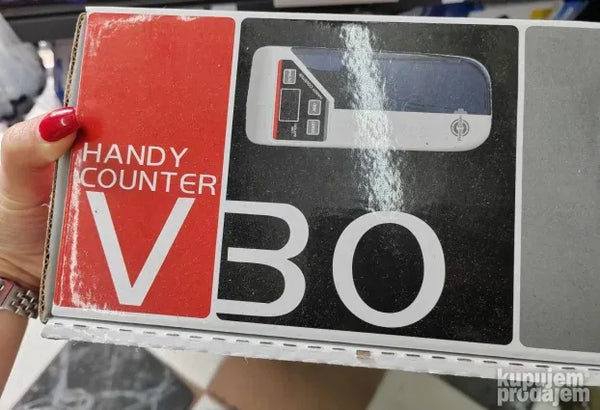 HANDY
COUNTER
V30
kupujem
prodajem